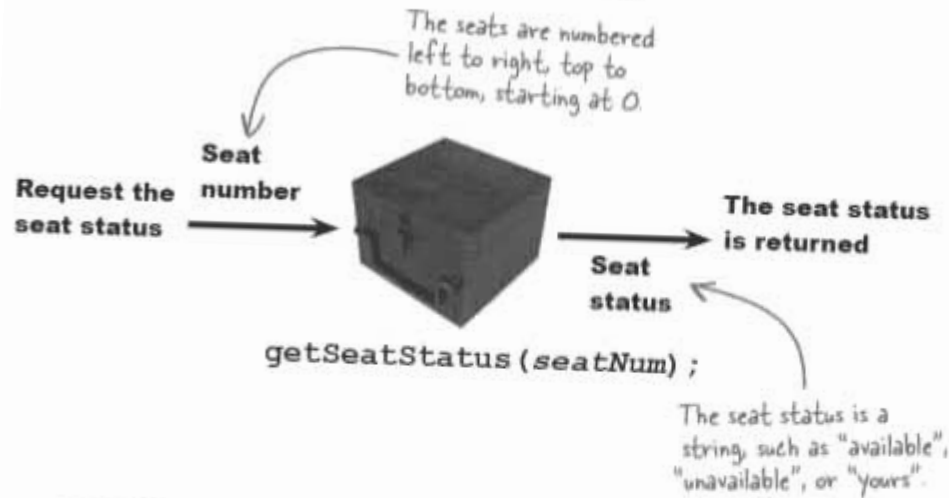 The seats are numbered
left to right, top to
bottom, starting at 0.
Seat
number
Request the
seat status
The seat status
is returned
Seat
status
getSeatStatus(seatNum);
The seat status is a
string, such as "available",
"unavailable", or "yours".